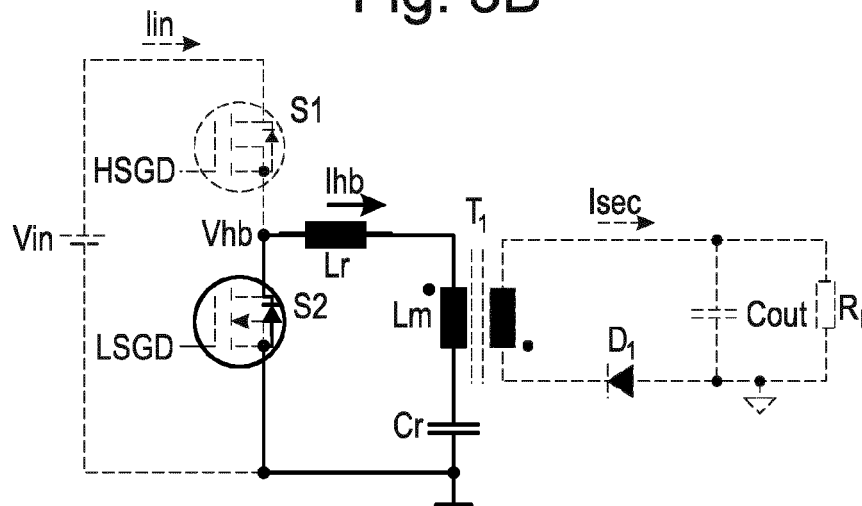 Iin
S1
HSGD
Ihb
T1
Isec
Vin
Vhb
Lr
S2
Lm
Cout
LSGD
D1
Cr